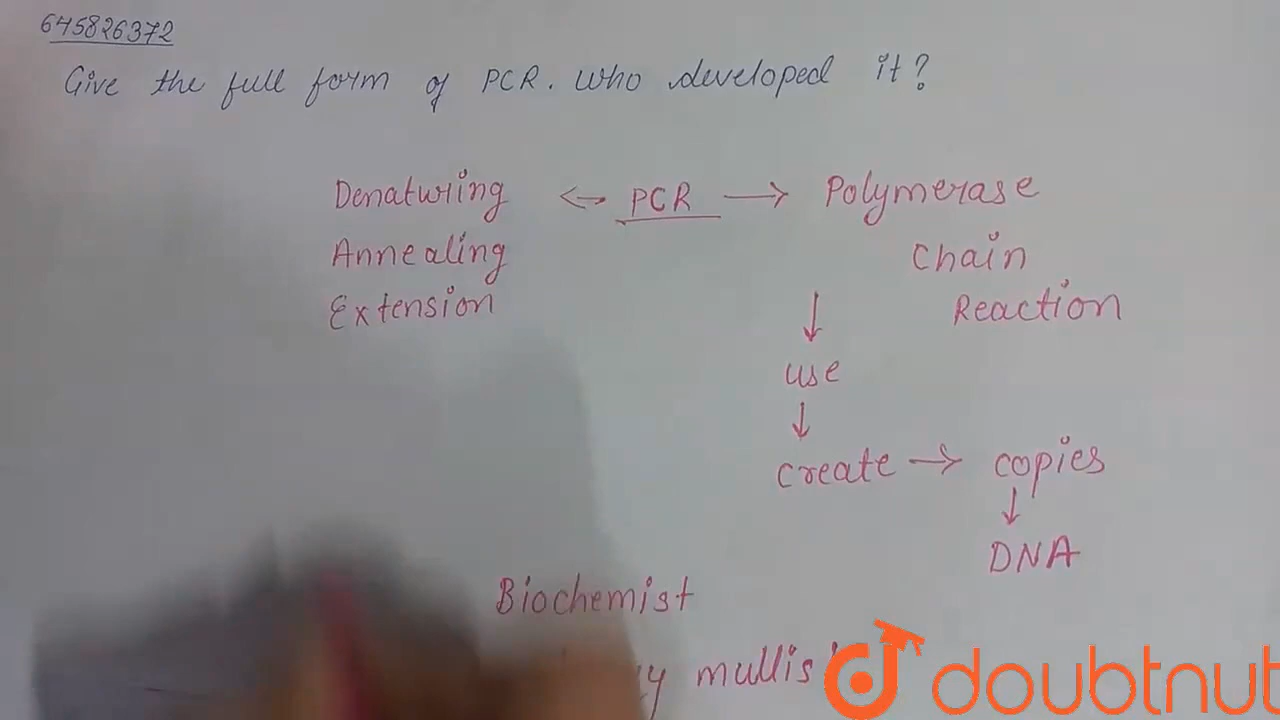 645826372
Give the full form of PCR. Who developed it?
Denaturing <-> PCR → Polymerase
Annealing Chain
Extension Reaction
↓
use
↓
create → copies
↓
DNA
Biochemist
mullis
doubtnut